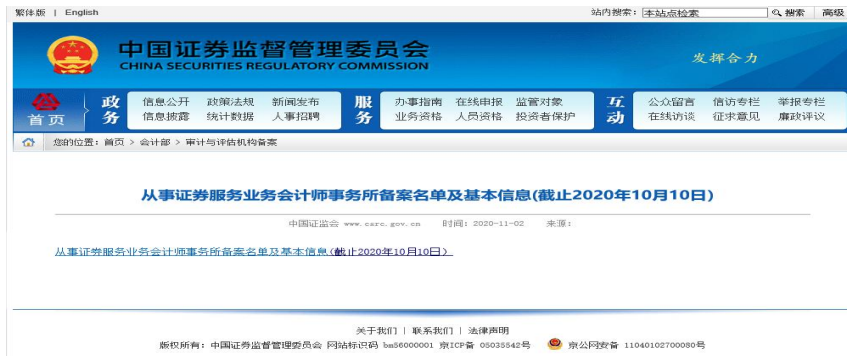 繁体版 | English 站内搜索: 本站点检索 搜索 高级
中国证券监督管理委员会
CHINA SECURITIES REGULATORY COMMISSION
发挥合力
首页 政务 信息公开 政策法规 新闻发布 服务 办事指南 在线申报 监管对象 互动 公众留言 信访专栏 举报专栏
信息披露 统计数据 人事招聘 业务资格 人员资格 投资者保护 在线访谈 征求意见 廉政评议
您的位置: 首页 > 会计部 > 审计与评估机构备案
从事证券服务业务会计师事务所备案名单及基本信息(截止2020年10月10日)
中国证监会 www.csrc.gov.cn 时间: 2020-11-02 来源:
从事证券服务业务会计师事务所备案名单及基本信息(截止2020年10月10日)
关于我们 | 联系我们 | 法律声明
版权所有: 中国证券监督管理委员会 网站标识码 bm56000001 京ICP备 05035542号 京公网安备 11040102700080号